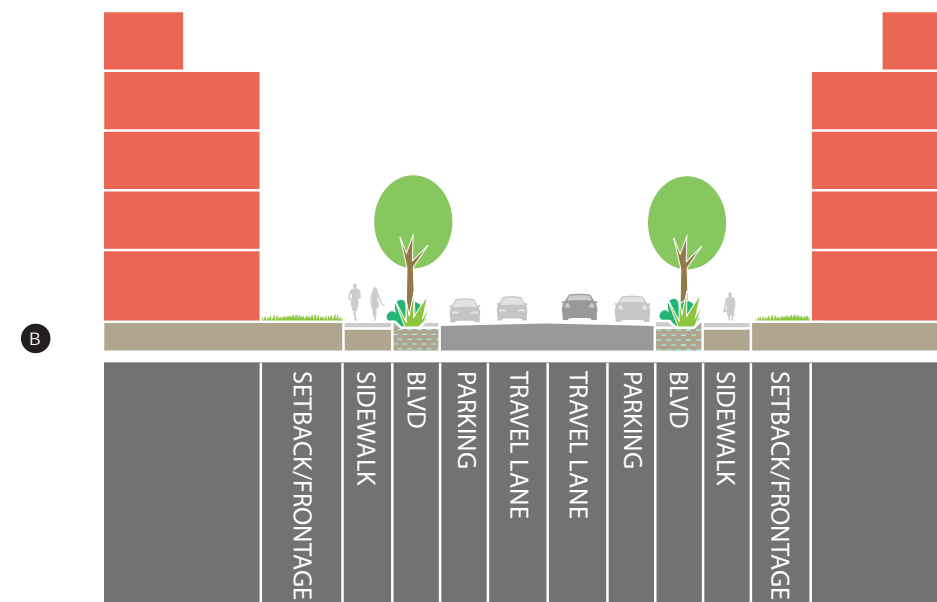 B
SETBACK/FRONTAGE
SIDEWALK
BLVD
PARKING
TRAVEL LANE
TRAVEL LANE
PARKING
BLVD
SIDEWALK
SETBACK/FRONTAGE